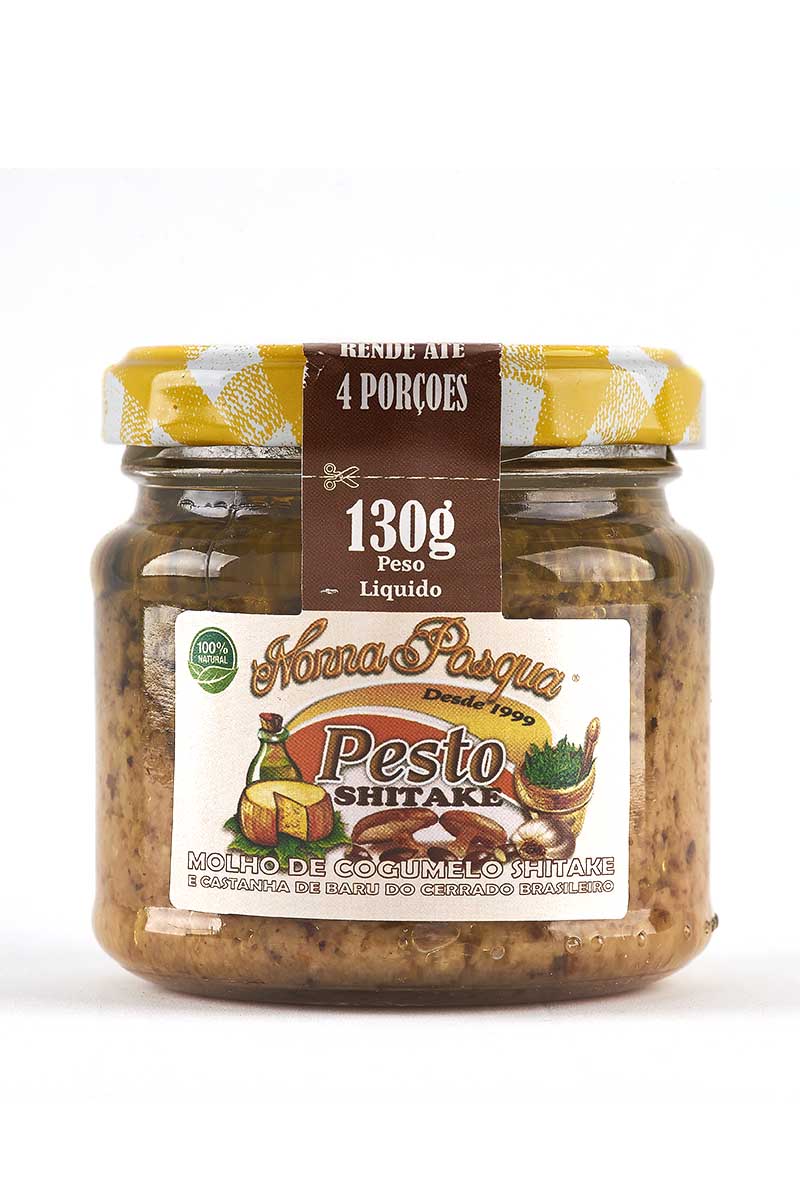 RENDE ATÉ
4 PORÇOES
130g
Peso
Liquido
100%
NATURAL
Nonna Pasqua ®
Desde 1999
Pesto
SHITAKE
MOLHO DE COGUMELO SHITAKE
E CASTANHA DE BARU DO CERRADO BRASILEIRO